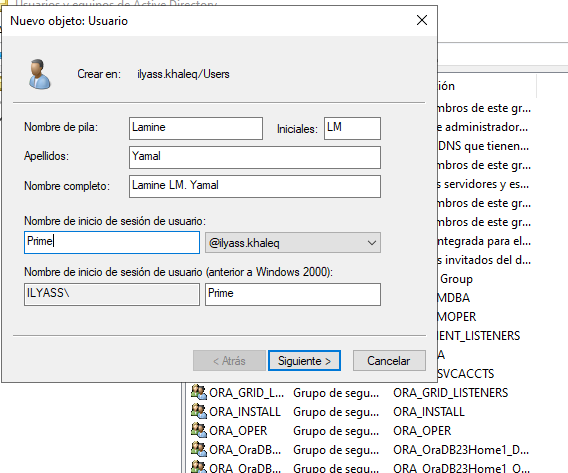 Usuarios y equipos de Active Directory
Nuevo objeto: Usuario
Crear en: ilyass.khaleq/Users
Nombre de pila: Lamine Iniciales: LM
Apellidos: Yamal
Nombre completo: Lamine LM. Yamal
Nombre de inicio de sesión de usuario:
Prime @ilyass.khaleq
Nombre de inicio de sesión de usuario (anterior a Windows 2000):
ILYASS\ Prime
< Atrás Siguiente > Cancelar
ión
mbros de este gr...
e administrador...
DNS que tienen...
mbros de este gr...
s servidores y es...
mbros de este gr...
ntegrada para el...
s invitados del d...
Group
MDBA
MOPER
ENT_LISTENERS
A
SVCACCTS
ORA_GRID_L... Grupo de segu... ORA_GRID_LISTENERS
ORA_INSTALL Grupo de segu... ORA_INSTALL
ORA_OPER Grupo de segu... ORA_OPER
ORA_OraDB... Grupo de segu... ORA_OraDB23Home1_D...
ORA_OraDB... Grupo de segu... ORA_OraDB23Home1_O...